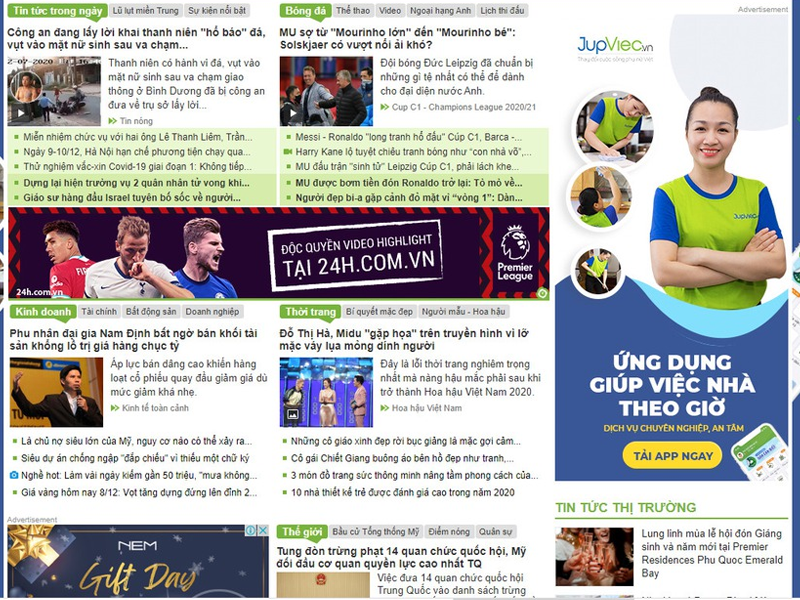 Tin tức trong ngày Lũ lụt miền Trung Sự kiện nổi bật
Công an đang lấy lời khai thanh niên "hổ báo" đá,
vụt vào mặt nữ sinh sau va chạm...
Thanh niên có hành vi đá, vụt vào
mặt nữ sinh sau va chạm giao
thông ở Bình Dương đã bị công an
đưa về trụ sở lấy lời...
Tin nóng
Miễn nhiệm chức vụ với hai ông Lê Thanh Liêm, Trần...
Ngày 9-10/12, Hà Nội hạn chế phương tiện chạy qua...
Thử nghiệm vắc-xin Covid-19 giai đoạn 1: Không tiếp...
Dựng lại hiện trường vụ 2 quân nhân tử vong khi...
Giáo sư hàng đầu Israel tuyên bố sốc về người...
Bóng đá Thể thao Video Ngoại hạng Anh Lịch thi đấu
MU sợ từ "Mourinho lớn" đến "Mourinho bé":
Solskjaer có vượt nổi ải khó?
Đội bóng Đức Leipzig đã chuẩn bị
những gì tệ nhất có thể để dành
cho đại diện nước Anh.
Cup C1 - Champions League 2020/21
Messi - Ronaldo "long tranh hổ đấu" Cúp C1, Barca -...
Harry Kane lộ tuyệt chiêu tranh bóng như "con nhà võ",...
MU đấu trận "sinh tử" Leipzig Cúp C1, phải lách khe...
MU được bơm tiền đón Ronaldo trở lại: Tò mò về...
Người đẹp bi-a gặp cảnh đỏ mặt vì "vòng 1": Dàn...
ĐỘC QUYỀN VIDEO HIGHLIGHT
TẠI 24H.COM.VN
Premier
League
24h.com.vn
Kinh doanh Tài chính Bất động sản Doanh nghiệp
Phu nhân đại gia Nam Định bất ngờ bán khối tài
sản khổng lồ trị giá hàng chục tỷ
Áp lực bán dâng cao khiến hàng
loạt cổ phiếu quay đầu giảm giá dù
mức giảm khá nhẹ.
Kinh tế toàn cảnh
Là chủ nợ siêu lớn của Mỹ, nguy cơ nào có thể xảy ra...
Siêu dự án chống ngập "đắp chiếu" vì thiếu một chữ ký
Nghề hot: Làm vài ngày kiếm gần 50 triệu, "mưa không...
Giá vàng hôm nay 8/12: Vọt tăng dựng đứng lên đỉnh 2...
Thời trang Bí quyết mặc đẹp Người mẫu - Hoa hậu
Đỗ Thị Hà, Midu "gặp họa" trên truyền hình vì lỡ
mặc váy lụa mỏng dính người
Đây là lỗi thời trang nghiêm trọng
nhất mà nàng hậu mắc phải sau khi
trở thành Hoa hậu Việt Nam 2020.
Hoa hậu Việt Nam
Những cô giáo xinh đẹp rời bục giảng là mặc gợi cảm...
Cô gái Chiết Giang buông áo bên hồ đẹp như tranh,...
3 món đồ trang sức thông minh nâng tầm phong cách của...
10 nhà thiết kế trẻ được đánh giá cao trong năm 2020
Advertisement
NEM
Gift Day
Thế giới Bầu cử Tổng thống Mỹ Điểm nóng Quân sự
Tung đòn trừng phạt 14 quan chức quốc hội, Mỹ
đối đầu cơ quan quyền lực cao nhất TQ
Việc đưa 14 quan chức quốc hội
Trung Quốc vào danh sách trừng
Advertisement
JupViec.vn
Thay đổi cuộc sống phụ nữ Việt
JUPVIEC
ỨNG DỤNG
GIÚP VIỆC NHÀ
THEO GIỜ
DỊCH VỤ CHUYÊN NGHIỆP, AN TÂM
TẢI APP NGAY
TIN TỨC THỊ TRƯỜNG
Lung linh mùa lễ hội đón Giáng
sinh và năm mới tại Premier
Residences Phu Quoc Emerald
Bay